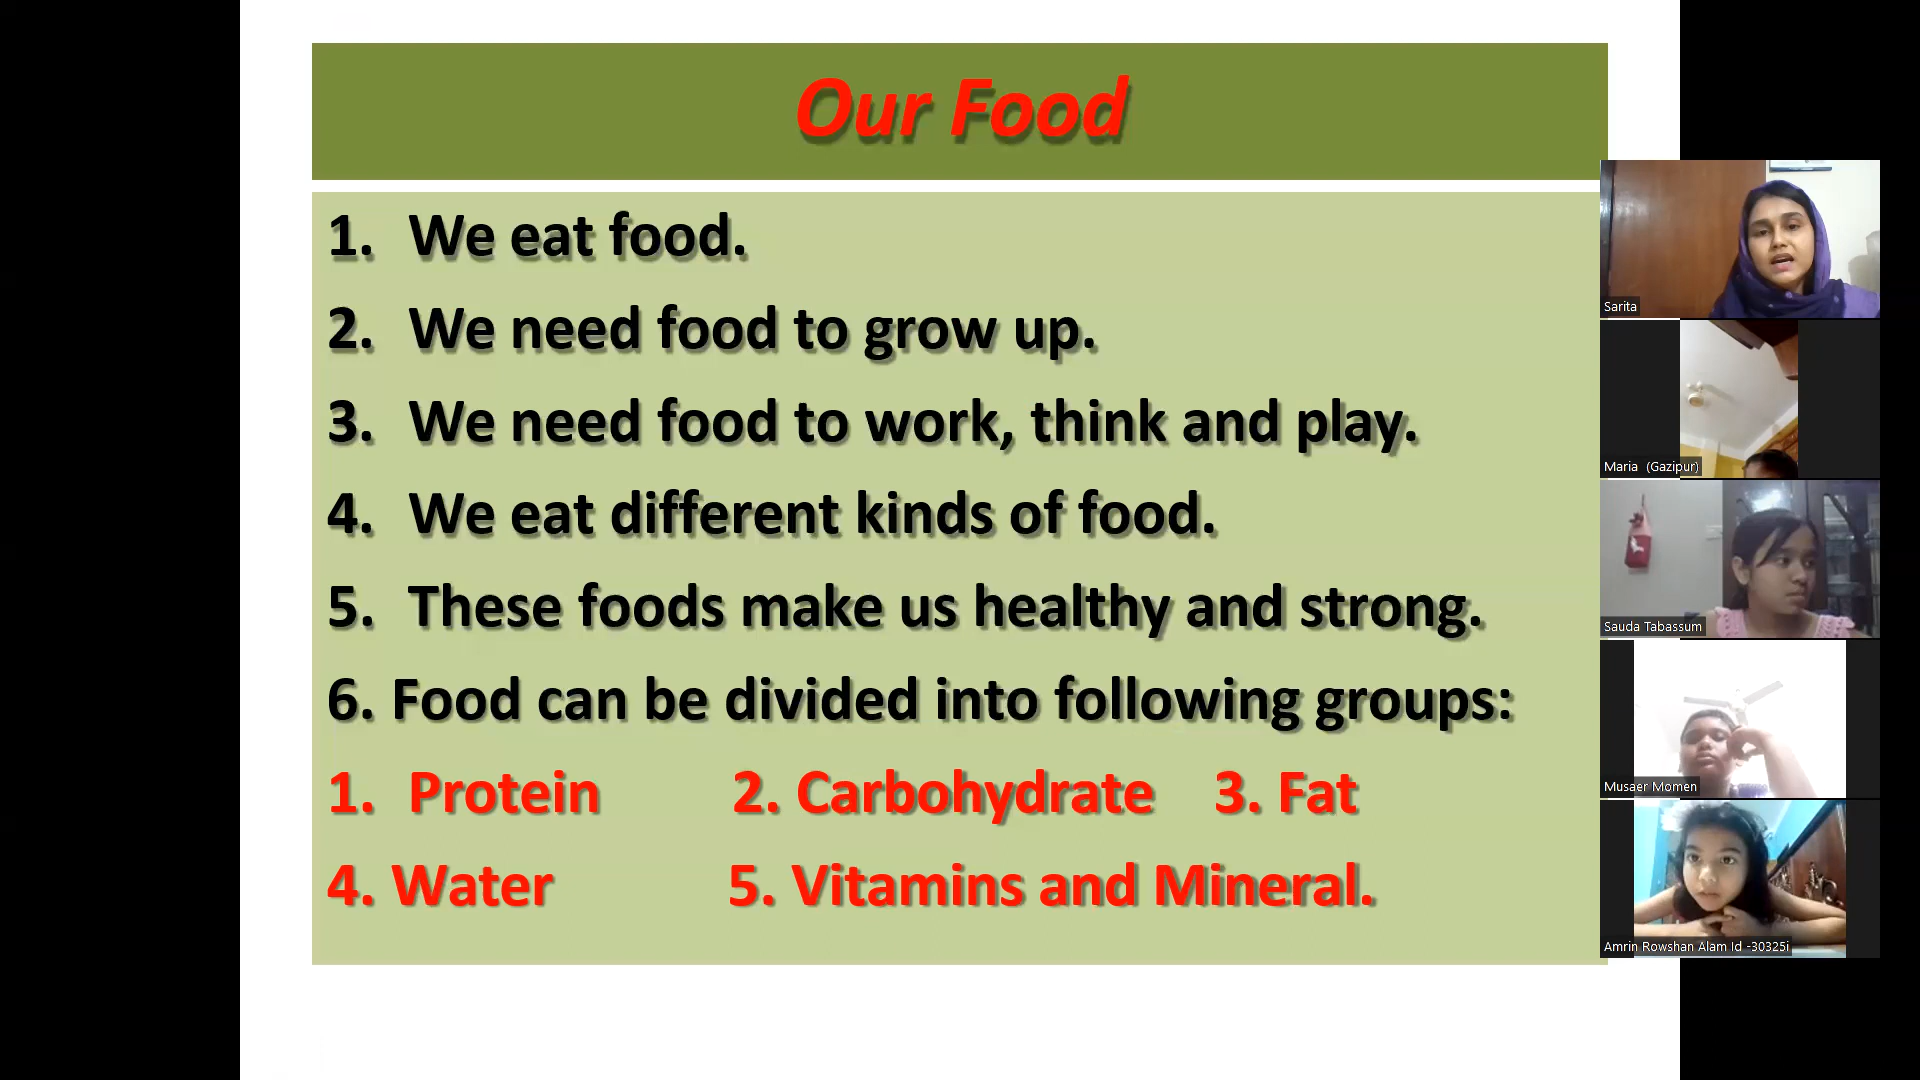 Our Food
1. We eat food.
2. We need food to grow up.
3. We need food to work, think and play.
4. We eat different kinds of food.
5. These foods make us healthy and strong.
6. Food can be divided into following groups:
1. Protein 2. Carbohydrate 3. Fat
4. Water 5. Vitamins and Mineral.
Sarita
Maria (Gazipur)
Sauda Tabassum
Musaer Momen
Amrin Rowshan Alam Id -30325i